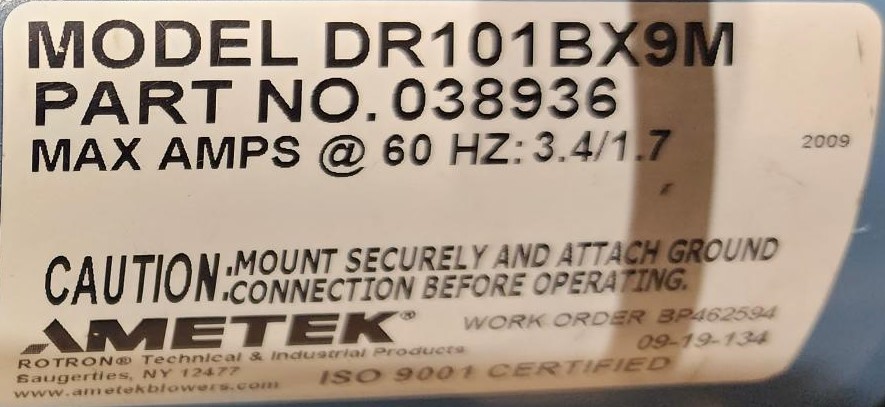 MODEL DR101BX9M
PART NO. 038936
MAX AMPS @ 60 HZ: 3.4/1.7
2009
CAUTION: MOUNT SECURELY AND ATTACH GROUND
CONNECTION BEFORE OPERATING.
AMETEK®
WORK ORDER BP462594
09-19-134
ROTRON® Technical & Industrial Products
Saugerties, NY 12477
www.ametekblowers.com
ISO 9001 CERTIFIED